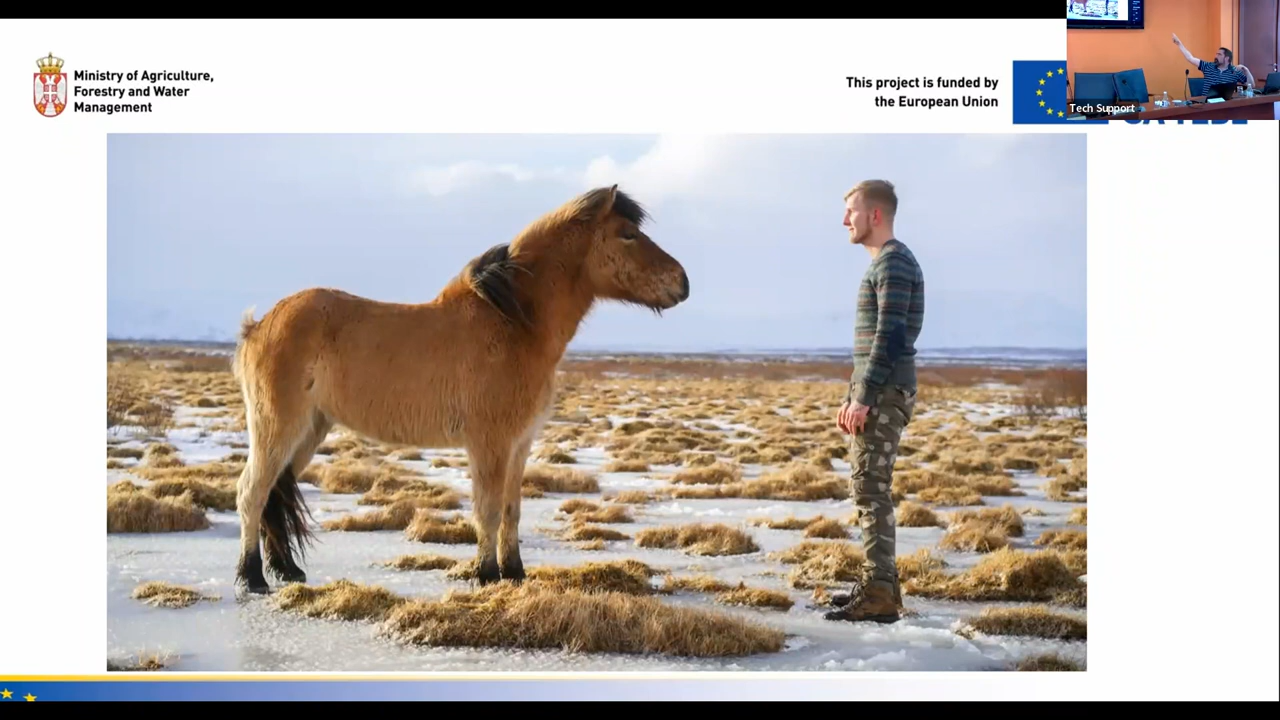 Ministry of Agriculture,
Forestry and Water
Management
This project is funded by
the European Union
Tech Support